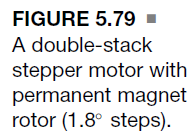 FIGURE 5.79 ■
A double-stack
stepper motor with
permanent magnet
rotor (1.8° steps).